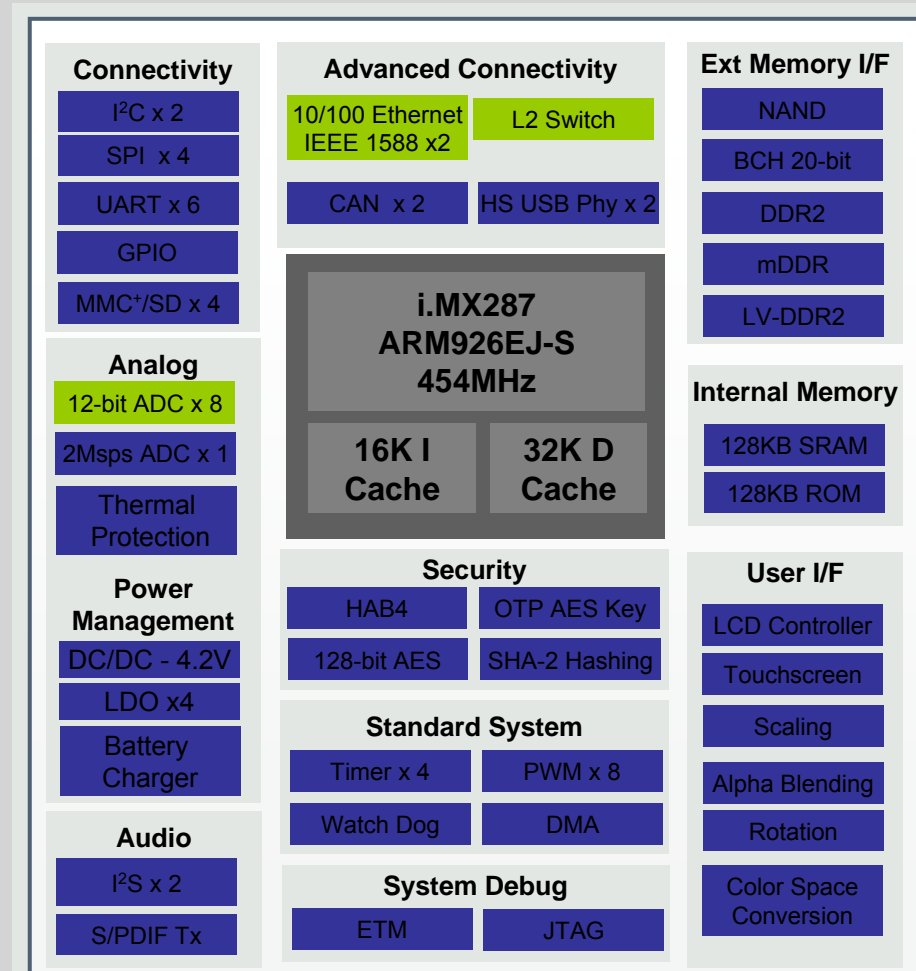 Connectivity
I²C x 2
SPI x 4
UART x 6
GPIO
MMC⁺/SD x 4
Analog
12-bit ADC x 8
2Msps ADC x 1
Thermal
Protection
Power
Management
DC/DC - 4.2V
LDO x4
Battery
Charger
Audio
I²S x 2
S/PDIF Tx
Advanced Connectivity
10/100 Ethernet
IEEE 1588 x2
L2 Switch
CAN x 2
HS USB Phy x 2
i.MX287
ARM926EJ-S
454MHz
16K I
Cache
32K D
Cache
Security
HAB4
OTP AES Key
128-bit AES
SHA-2 Hashing
Standard System
Timer x 4
PWM x 8
Watch Dog
DMA
System Debug
ETM
JTAG
Ext Memory I/F
NAND
BCH 20-bit
DDR2
mDDR
LV-DDR2
Internal Memory
128KB SRAM
128KB ROM
User I/F
LCD Controller
Touchscreen
Scaling
Alpha Blending
Rotation
Color Space
Conversion